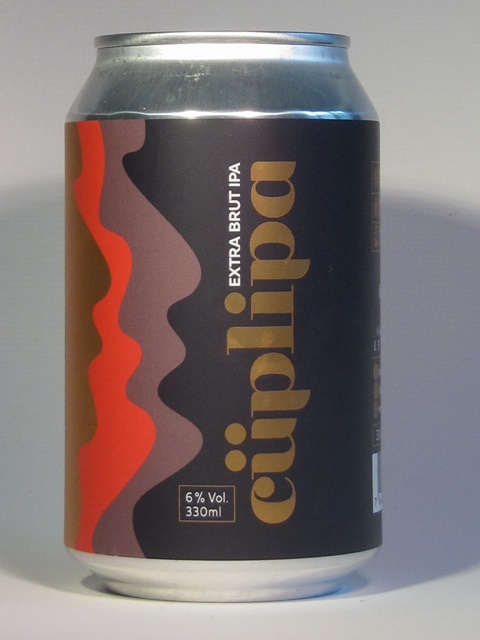 EXTRA BRUT IPA
cüplipa
6% Vol.
330ml